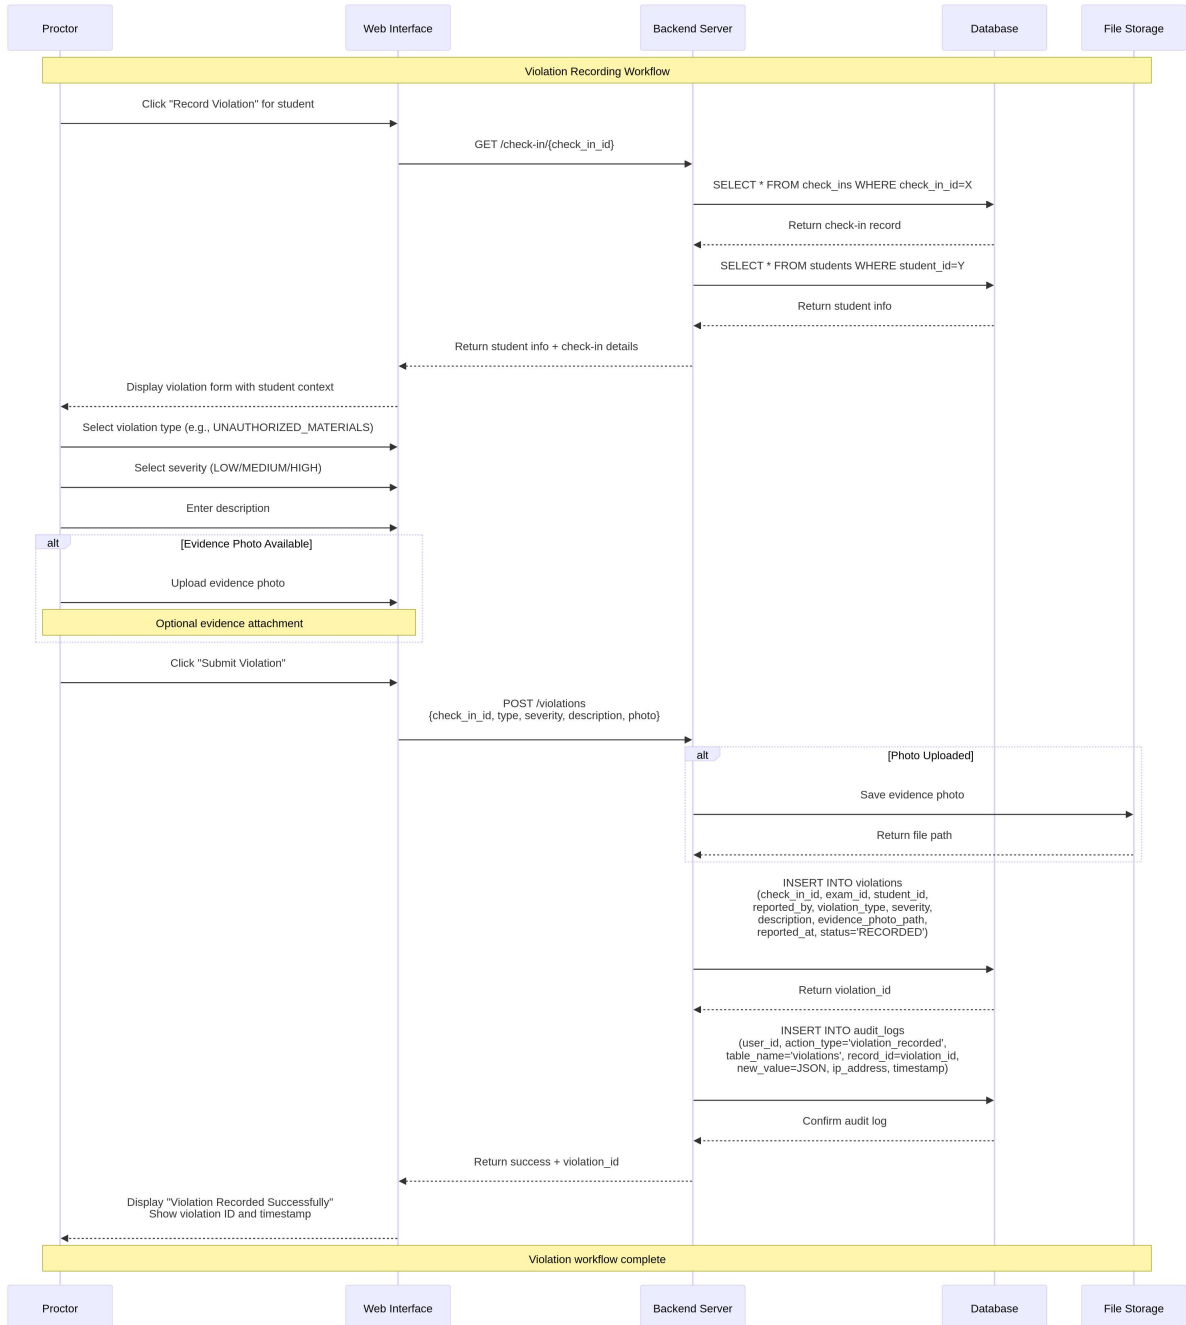 Proctor
Web Interface
Backend Server
Database
File Storage
Violation Recording Workflow
Click "Record Violation" for student
GET /check-in/{check_in_id}
SELECT * FROM check_ins WHERE check_in_id=X
Return check-in record
SELECT * FROM students WHERE student_id=Y
Return student info
Return student info + check-in details
Display violation form with student context
Select violation type (e.g., UNAUTHORIZED_MATERIALS)
Select severity (LOW/MEDIUM/HIGH)
Enter description
alt
[Evidence Photo Available]
Upload evidence photo
Optional evidence attachment
Click "Submit Violation"
POST /violations
{check_in_id, type, severity, description, photo}
alt
[Photo Uploaded]
Save evidence photo
Return file path
INSERT INTO violations
(check_in_id, exam_id, student_id,
reported_by, violation_type, severity,
description, evidence_photo_path,
reported_at, status='RECORDED')
Return violation_id
INSERT INTO audit_logs
(user_id, action_type='violation_recorded',
table_name='violations', record_id=violation_id,
new_value=JSON, ip_address, timestamp)
Confirm audit log
Return success + violation_id
Display "Violation Recorded Successfully"
Show violation ID and timestamp
Violation workflow complete
Proctor
Web Interface
Backend Server
Database
File Storage